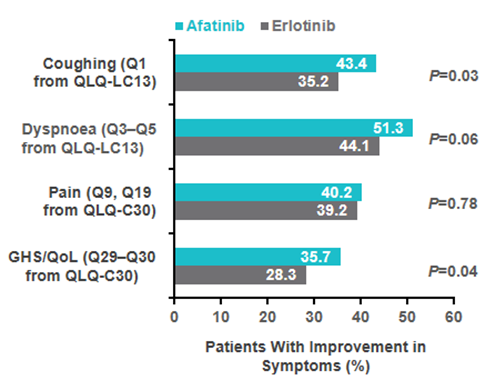 Afatinib Erlotinib
Coughing (Q1
from QLQ-LC13)
43.4
35.2
P=0.03
Dyspnoea (Q3–Q5
from QLQ-LC13)
51.3
44.1
P=0.06
Pain (Q9, Q19
from QLQ-C30)
40.2
39.2
P=0.78
GHS/QoL (Q29–Q30
from QLQ-C30)
35.7
28.3
P=0.04
0 10 20 30 40 50 60
Patients With Improvement in
Symptoms (%)